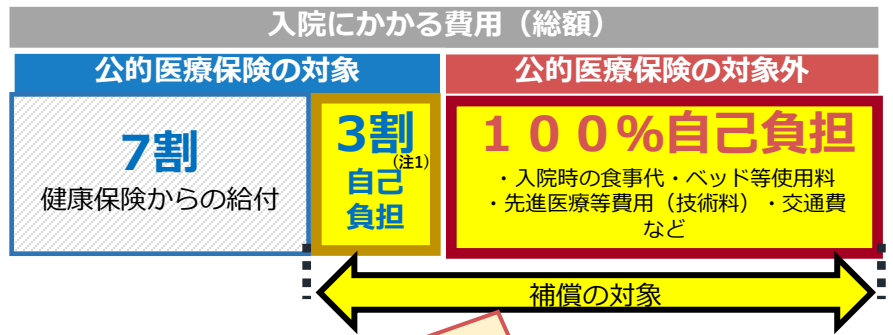 入院にかかる費用（総額）
公的医療保険の対象
公的医療保険の対象外
7割
健康保険からの給付
3割
（注1）
自己
負担
１００％自己負担
・入院時の食事代・ベッド等使用料
・先進医療等費用（技術料）・交通費
など
補償の対象